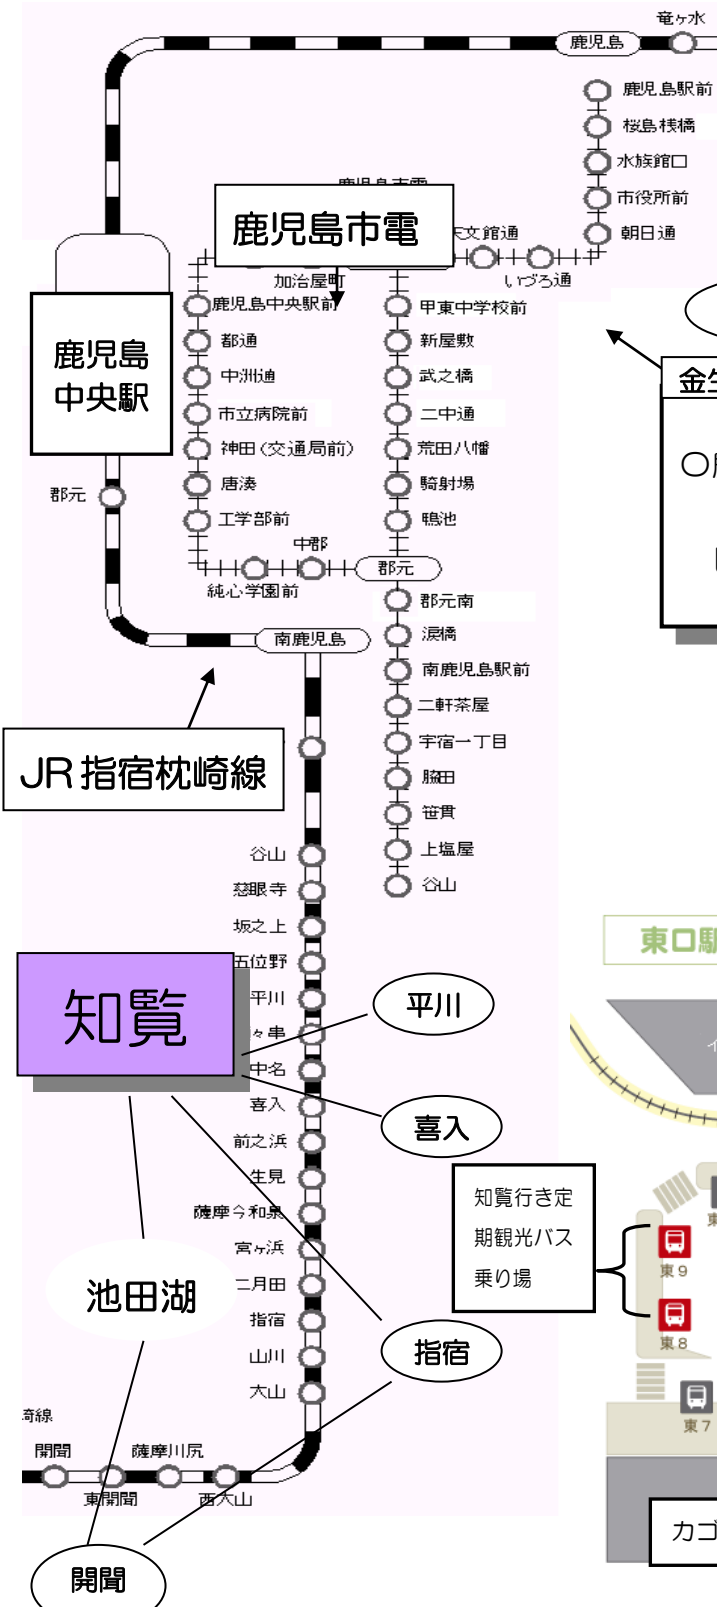 竜ヶ水
鹿児島
鹿児島駅前
桜島桟橋
水族館口
市役所前
朝日通
鹿児島市電
天文館通
いづろ通
加治屋町
鹿児島中央駅前
都通
中洲通
市立病院前
神田(交通局前)
唐湊
工学部前
純心学園前
中郡
郡元
甲東中学校前
新屋敷
武之橋
二中通
荒田八幡
騎射場
鴨池
郡元南
涙橋
南鹿児島駅前
二軒茶屋
宇宿一丁目
脇田
笹貫
上塩屋
谷山
鹿児島
中央駅
郡元
南鹿児島
JR指宿枕崎線
谷山
慈眼寺
坂之上
五位野
平川
々串
中名
喜入
前之浜
生見
薩摩今和泉
宮ヶ浜
二月田
指宿
山川
大山
西大山
薩摩川尻
東開聞
開聞
崎線
知覧
平川
喜入
池田湖
指宿
開聞
金生
東口駅
知覧行き定
期観光バス
乗り場
東9
東8
東7
カゴ